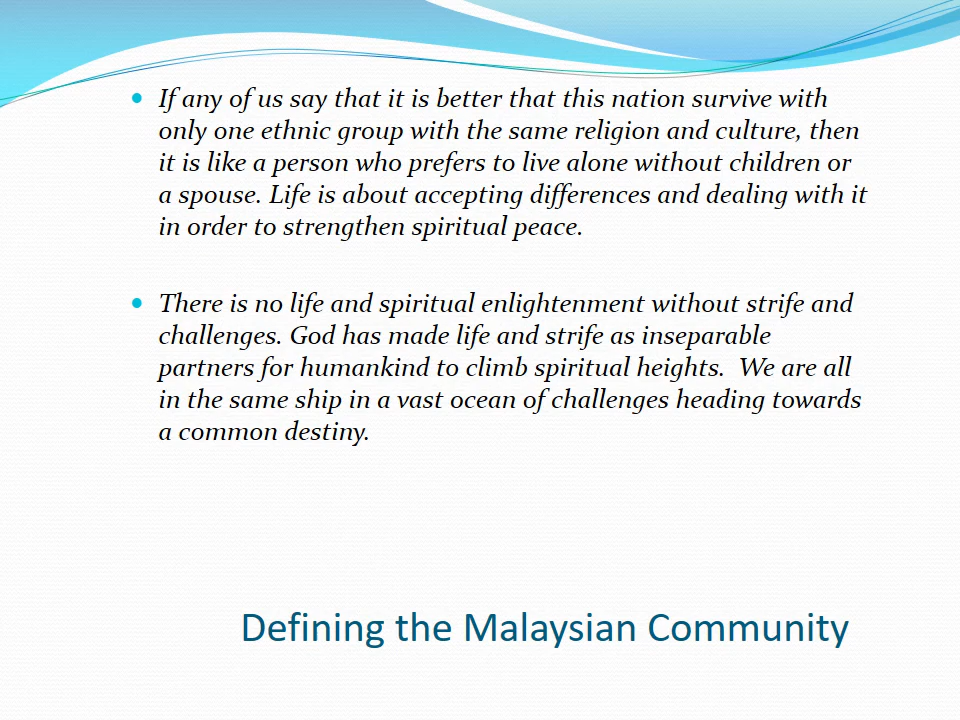 If any of us say that it is better that this nation survive with
only one ethnic group with the same religion and culture, then
it is like a person who prefers to live alone without children or
a spouse. Life is about accepting differences and dealing with it
in order to strengthen spiritual peace.
There is no life and spiritual enlightenment without strife and
challenges. God has made life and strife as inseparable
partners for humankind to climb spiritual heights.  We are all
in the same ship in a vast ocean of challenges heading towards
a common destiny.
Defining the Malaysian Community